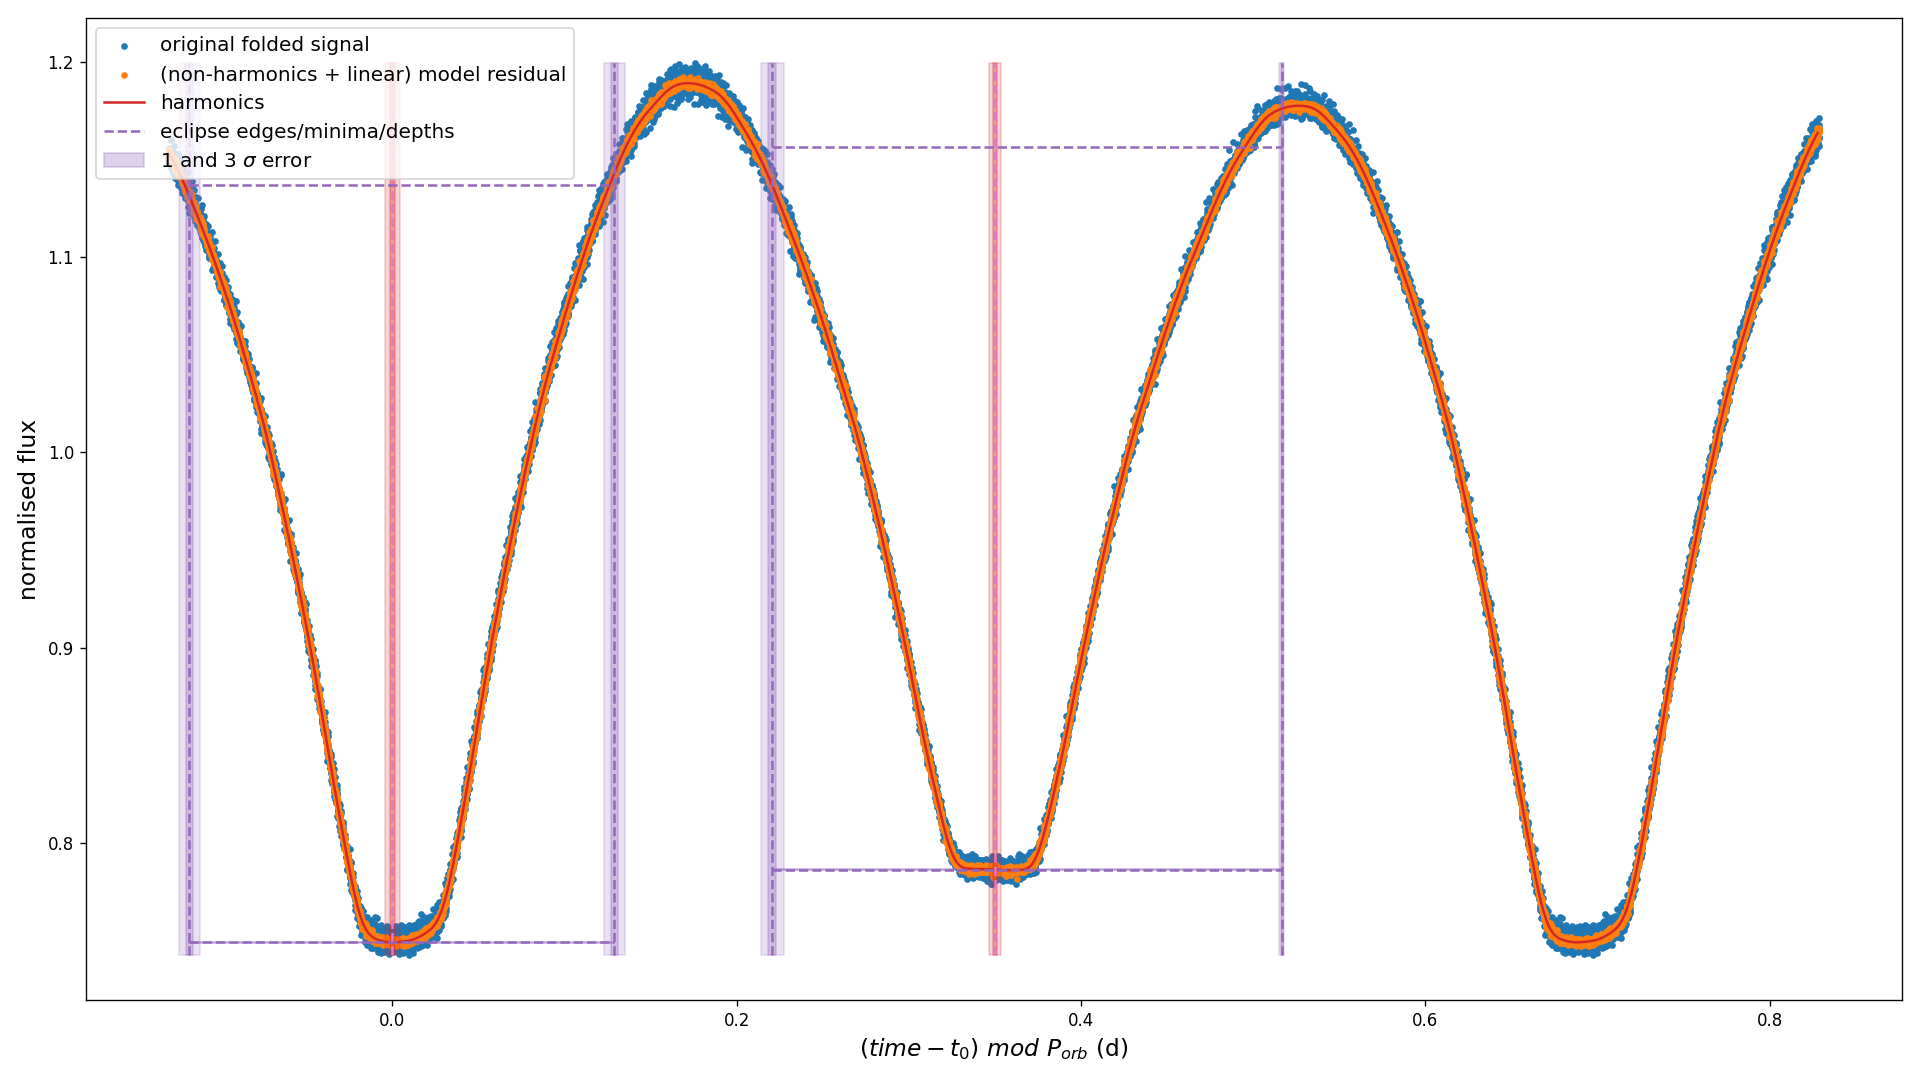 original folded signal
(non-harmonics + linear) model residual
harmonics
eclipse edges/minima/depths
1 and 3 σ error
normalised flux
1.2
1.1
1.0
0.9
0.8
0.0
0.2
0.4
0.6
0.8
(time − t₀) mod P_orb (d)